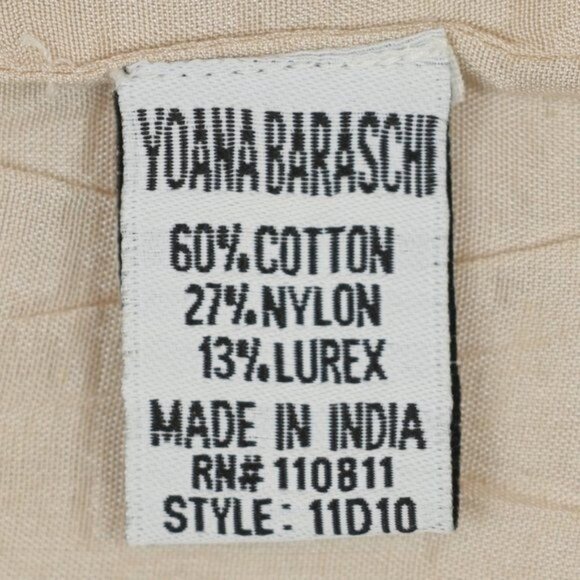 YOANA BARASCHI
60% COTTON
27% NYLON
13% LUREX
MADE IN INDIA
RN# 110811
STYLE: 11D10